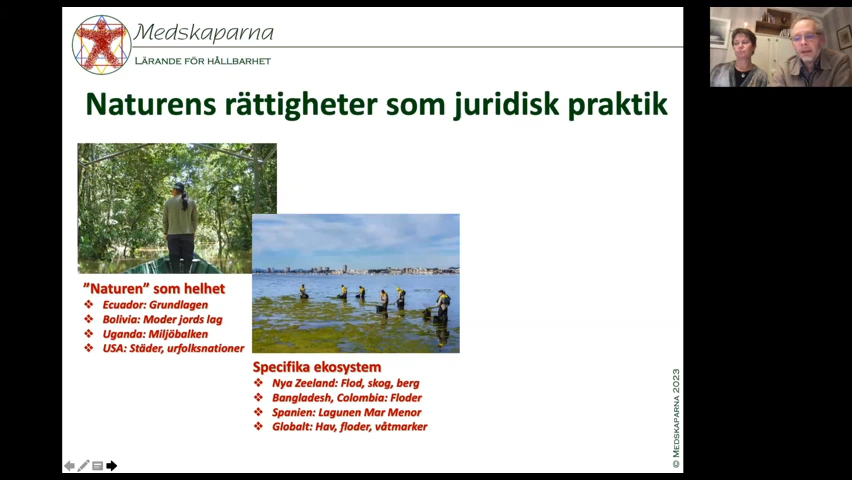 Medskaparna
LÄRANDE FÖR HÅLLBARHET
Naturens rättigheter som juridisk praktik
”Naturen” som helhet
❖ Ecuador: Grundlagen
❖ Bolivia: Moder jords lag
❖ Uganda: Miljöbalken
❖ USA: Städer, urfolksnationer
Specifika ekosystem
❖ Nya Zeeland: Flod, skog, berg
❖ Bangladesh, Colombia: Floder
❖ Spanien: Lagunen Mar Menor
❖ Globalt: Hav, floder, våtmarker
© MEDSKAPARNA 2023